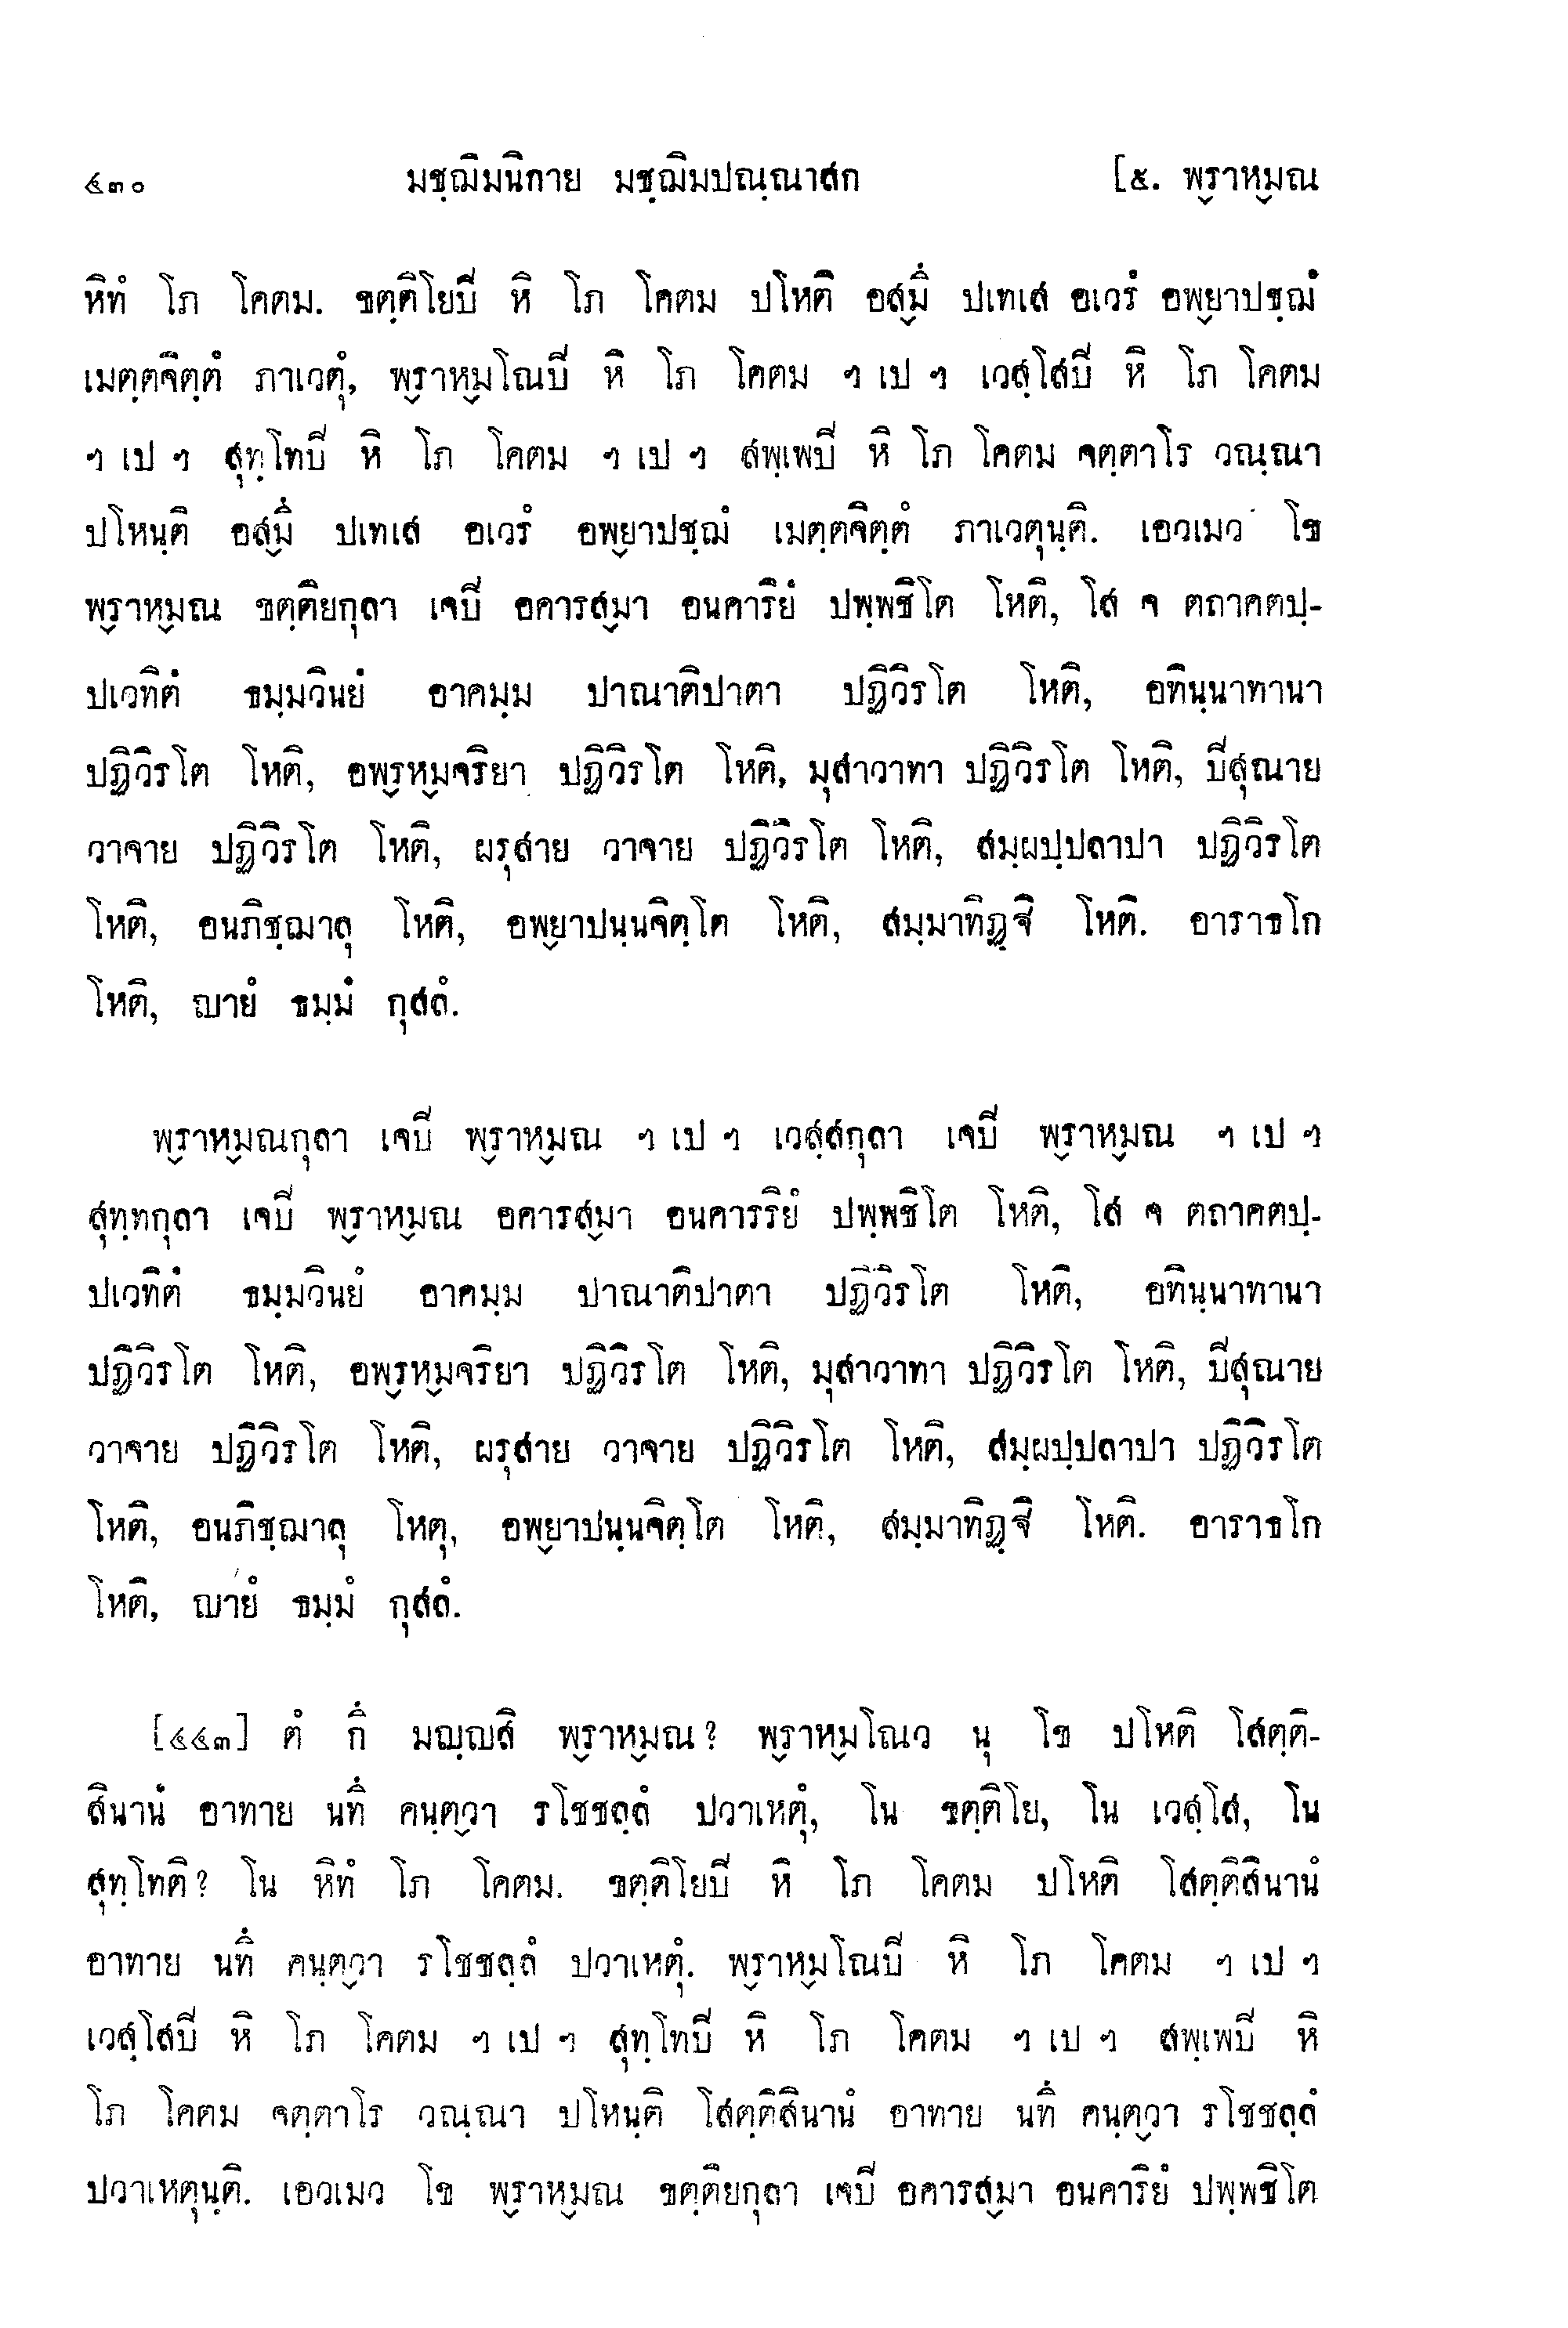 ๔๓๐ มชฺฌิมนิกาย มชฺฌิมปณฺณาสก [๕. พฺราหฺมณ
หิทํ โภ โคตม. ขตฺติโยปิ หิ โภ โคตม ปโหติ อสฺมิํ ปเทเส อเวรํ อพฺยาปชฺฌํ
เมตฺตจิตฺตํ ภาเวตุํ, พฺราหฺมโณปิ หิ โภ โคตม ฯ เป ฯ เวสฺโสปิ หิ โภ โคตม
ฯ เป ฯ สุทฺโทปิ หิ โภ โคตม ฯ เป ฯ สพฺเพปิ หิ โภ โคตม จตฺตาโร วณฺณา
ปโหนฺติ อสฺมิํ ปเทเส อเวรํ อพฺยาปชฺฌํ เมตฺตจิตฺตํ ภาเวตุนฺติ. เอวเมว โข
พฺราหฺมณ ขตฺติยกุลา เจปิ อคารสฺมา อนคาริยํ ปพฺพชิโต โหติ, โส จ ตถาคตปฺ-
ปเวทิตํ ธมฺมวินยํ อาคมฺม ปาณาติปาตา ปฏิวิรโต โหติ, อทินฺนาทานา
ปฏิวิรโต โหติ, อพฺรหฺมจริยา ปฏิวิรโต โหติ, มุสาวาทา ปฏิวิรโต โหติ, ปิสุณาย
วาจาย ปฏิวิรโต โหติ, ผรุสาย วาจาย ปฏิวิรโต โหติ, สมฺผปฺปลาปา ปฏิวิรโต
โหติ, อนภิชฺฌาลุ โหติ, อพฺยาปนฺนจิตฺโต โหติ, สมฺมาทิฏฺฐิ โหติ. อาราธโก
โหติ, ญายํ ธมฺมํ กุสลํ.
พฺราหฺมณกุลา เจปิ พฺราหฺมณ ฯ เป ฯ เวสฺสกุลา เจปิ พฺราหฺมณ ฯ เป ฯ
สุทฺทกุลา เจปิ พฺราหฺมณ อคารสฺมา อนคารริยํ ปพฺพชิโต โหติ, โส จ ตถาคตปฺ-
ปเวทิตํ ธมฺมวินยํ อาคมฺม ปาณาติปาตา ปฏิวิรโต โหติ, อทินฺนาทานา
ปฏิวิรโต โหติ, อพฺรหฺมจริยา ปฏิวิรโต โหติ, มุสาวาทา ปฏิวิรโต โหติ, ปิสุณาย
วาจาย ปฏิวิรโต โหติ, ผรุสาย วาจาย ปฏิวิรโต โหติ, สมฺผปฺปลาปา ปฏิวิรโต
โหติ, อนภิชฺฌาลุ โหตุ, อพฺยาปนฺนจิตฺโต โหติ, สมฺมาทิฏฺฐิ โหติ. อาราธโก
โหติ, ญายํ ธมฺมํ กุสลํ.
[๔๔๓] ตํ กิํ มญฺญสิ พฺราหฺมณ? พฺราหฺมโณว นุ โข ปโหติ โสตฺติ-
สินานํ อาทาย นทิํ คนฺตฺวา รโชชลฺลํ ปวาเหตุํ, โน ขตฺติโย, โน เวสฺโส, โน
สุทฺโทติ? โน หิทํ โภ โคตม. ขตฺติโยปิ หิ โภ โคตม ปโหติ โสตฺติสินานํ
อาทาย นทิํ คนฺตฺวา รโชชลฺลํ ปวาเหตุํ. พฺราหฺมโณปิ หิ โภ โคตม ฯ เป ฯ
เวสฺโสปิ หิ โภ โคตม ฯ เป ฯ สุทฺโทปิ หิ โภ โคตม ฯ เป ฯ สพฺเพปิ หิ
โภ โคตม จตฺตาโร วณฺณา ปโหนฺติ โสตฺติสินานํ อาทาย นทิํ คนฺตฺวา รโชชลฺลํ
ปวาเหตุนฺติ. เอวเมว โข พฺราหฺมณ ขตฺติยกุลา เจปิ อคารสฺมา อนคาริยํ ปพฺพชิโต